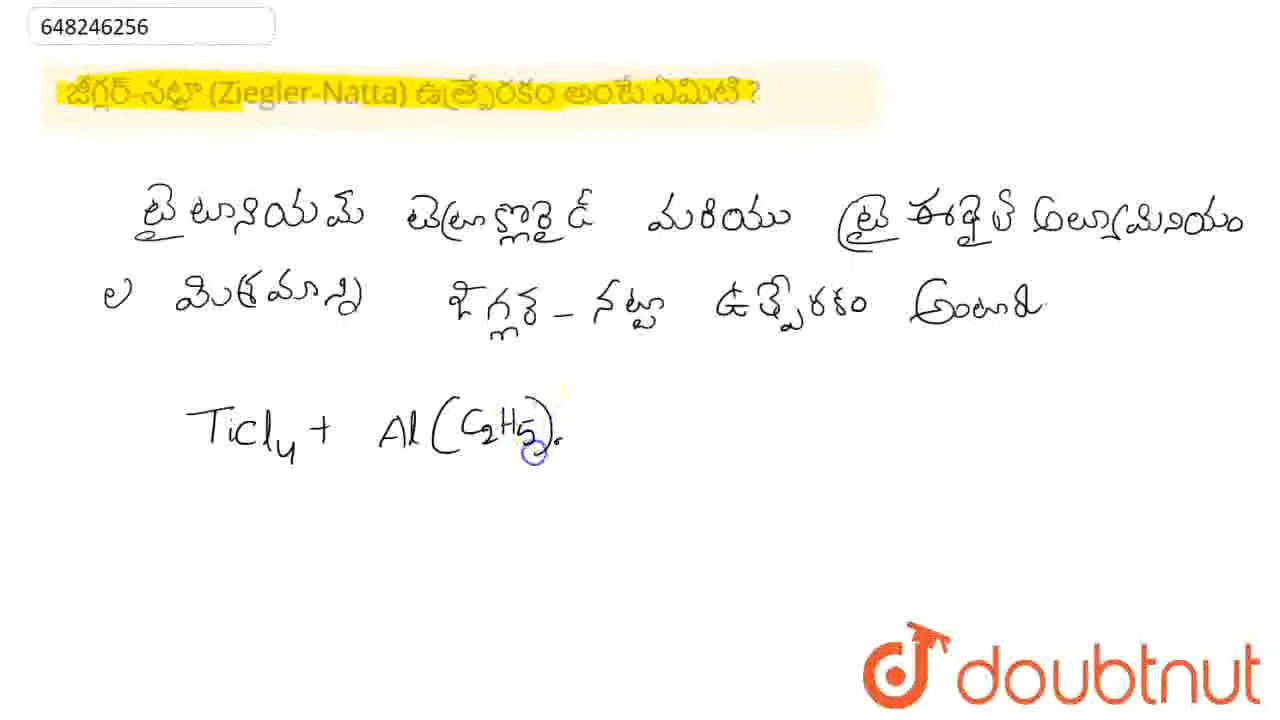 648246256
జీగ్లర్-నట్టా (Ziegler-Natta) ఉత్ప్రేరకం అంటే ఏమిటి?
టైటానియమ్ టెట్రాక్లోరైడ్ మరియు ట్రై ఈథైల్ అల్యూమినియం
ల మిశ్రమాన్ని జీగ్లర్ - నట్టా ఉత్ప్రేరకం అంటారు
TiCl4 + Al(C2H5).
doubtnut